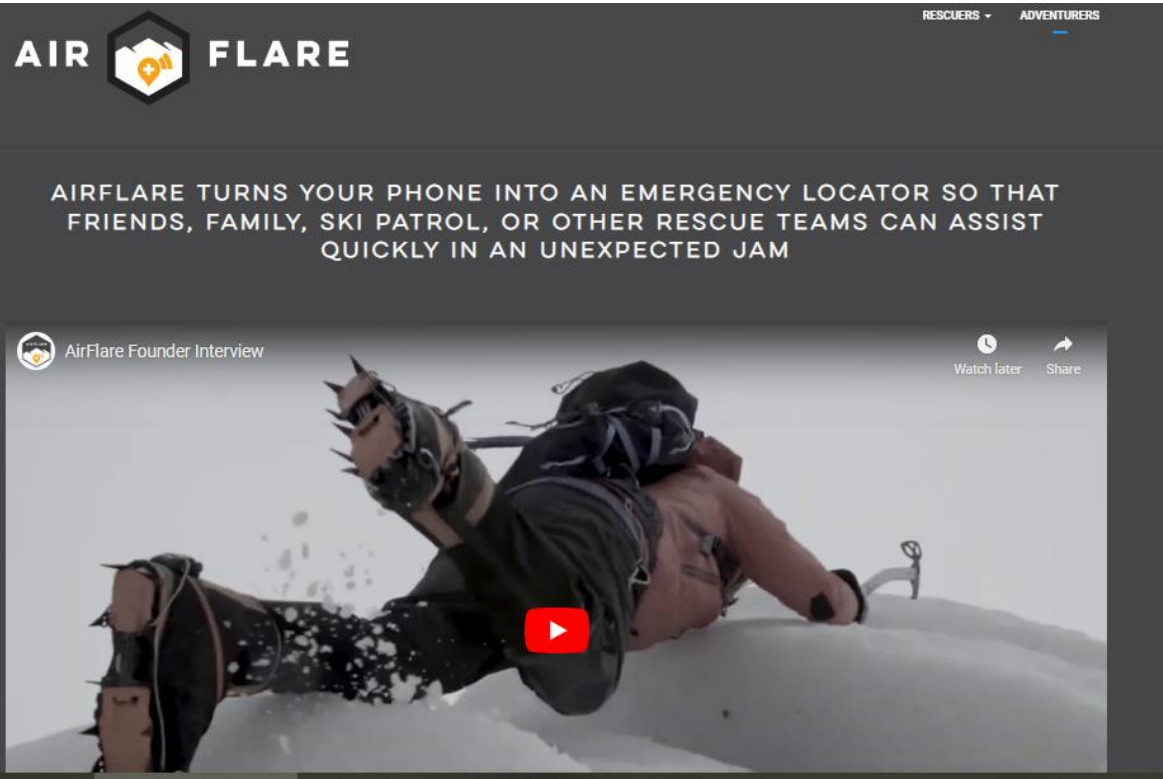 RESCUERS
ADVENTURERS
AIR FLARE
AIRFLARE TURNS YOUR PHONE INTO AN EMERGENCY LOCATOR SO THAT
FRIENDS, FAMILY, SKI PATROL, OR OTHER RESCUE TEAMS CAN ASSIST
QUICKLY IN AN UNEXPECTED JAM
AirFlare Founder Interview
Watch later
Share